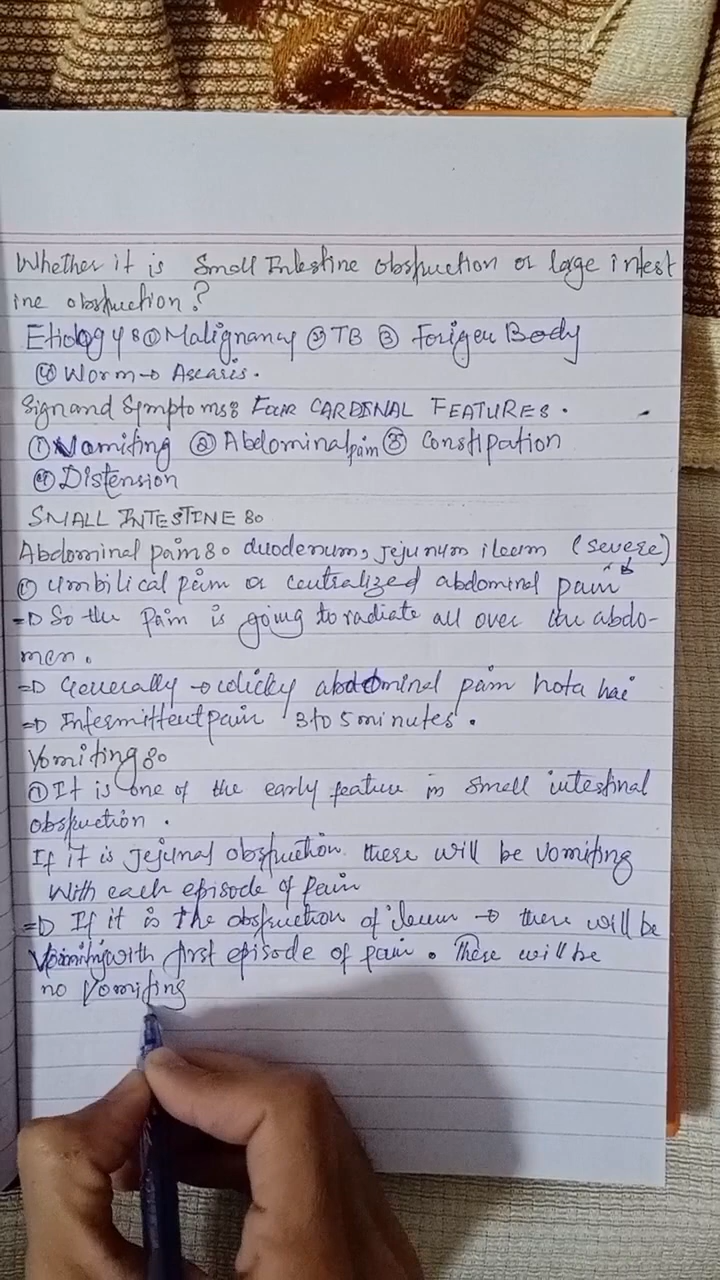 Whether it is Small Intestine obstruction or large intest
ine obstruction?
Etiology: ① Malignancy ② TB ③ Forigen Body
④ Worm → Ascaris.
Sign and Symptoms: FOUR CARDINAL FEATURES.
① Vomiting ② Abdominal pain ③ Constipation
④ Distension
SMALL INTESTINE :-
Abdominal pain :- duodenum, jejunum ileum (severe)
① umbilical pain or centralized abdominal pain
⇒ So the pain is going to radiate all over the abdo-
men.
⇒ Generally → colicky abdominal pain hota hai
⇒ Intermittent pain 3 to 5 minutes.
Vomiting :-
① It is one of the early feature in small intestinal
obstruction.
If it is jejunal obstruction there will be vomiting
with each episode of pain
⇒ If it is the obstruction of ileum → there will be
Vomiting with first episode of pain. There will be
no Vomiting